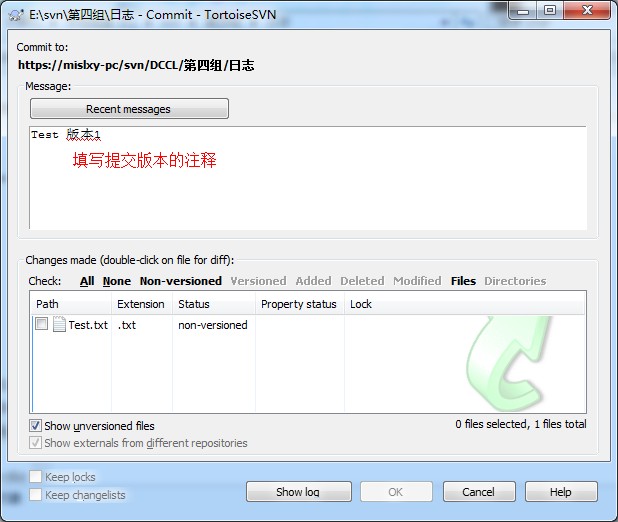 E:\svn\第四组\日志 - Commit - TortoiseSVN
Commit to:
https://mislxy-pc/svn/DCCL/第四组/日志
Message:
Recent messages
Test 版本1
填写提交版本的注释
Changes made (double-click on file for diff):
Check: All None Non-versioned Versioned Added Deleted Modified Files Directories
Path Extension Status Property status Lock
Test.txt .txt non-versioned
Show unversioned files 0 files selected, 1 files total
Show externals from different repositories
Keep locks
Keep changelists
Show log OK Cancel Help